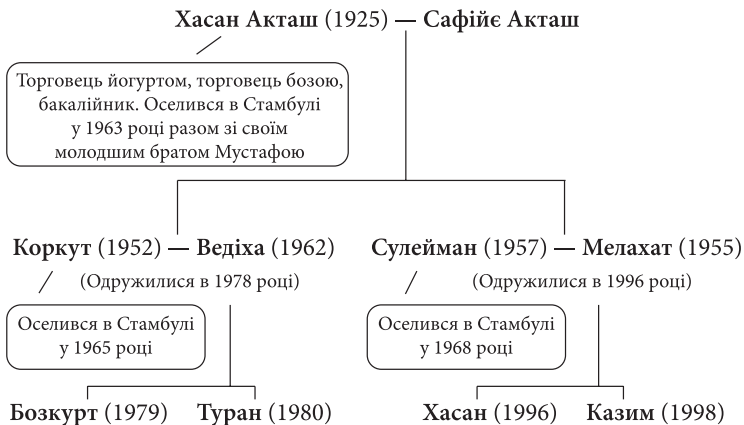 Хасан Акташ (1925) — Сафійє Акташ
Торговець йогуртом, торговець бозою,
бакалійник. Оселився в Стамбулі
у 1963 році разом зі своїм
молодшим братом Мустафою
Коркут (1952) — Ведіха (1962)
(Одружилися в 1978 році)
Оселився в Стамбулі
у 1965 році
Бозкурт (1979) Туран (1980)
Сулейман (1957) — Мелахат (1955)
(Одружилися в 1996 році)
Оселився в Стамбулі
у 1968 році
Хасан (1996) Казим (1998)